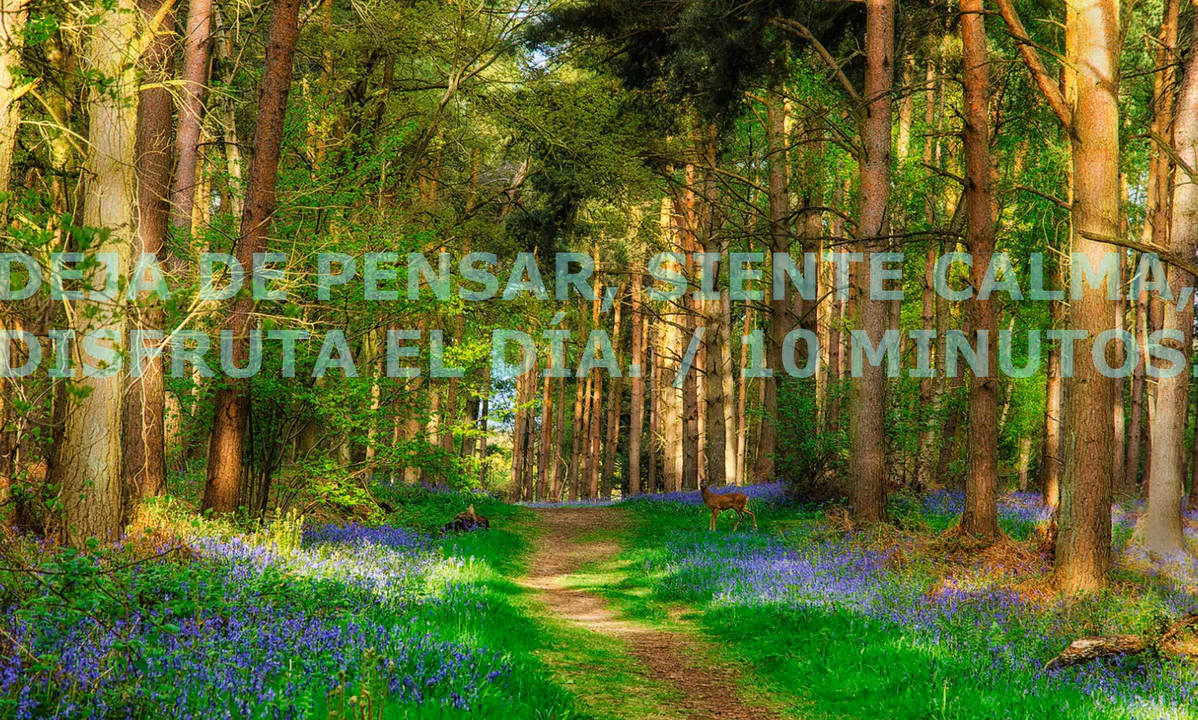 DEJA DE PENSAR, SIENTE CALMA,
DISFRUTA EL DÍA. / 10 MINUTOS.